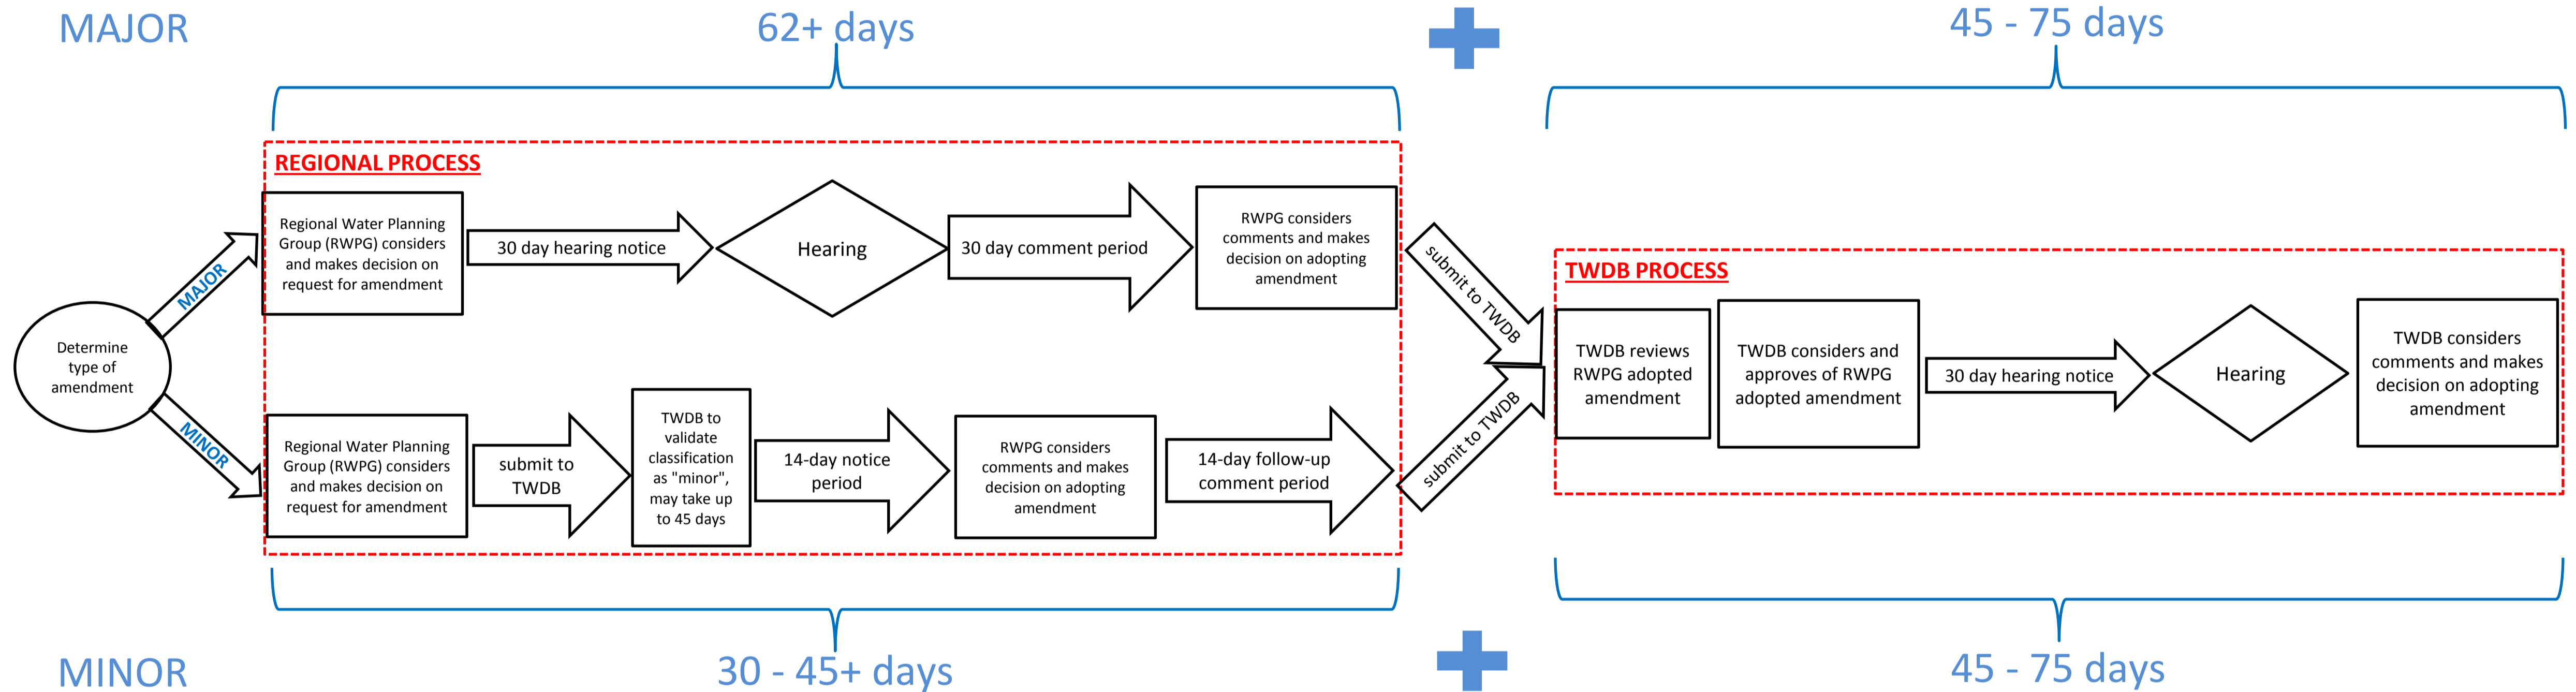 MAJOR
62+ days
45 - 75 days
REGIONAL PROCESS
Regional Water Planning
Group (RWPG) considers
and makes decision on
request for amendment
30 day hearing notice
Hearing
30 day comment period
RWPG considers
comments and makes
decision on adopting
amendment
MAJOR
submit to TWDB
Determine
type of
amendment
MINOR
Regional Water Planning
Group (RWPG) considers
and makes decision on
request for amendment
submit to
TWDB
TWDB to
validate
classification
as "minor",
may take up
to 45 days
14-day notice
period
RWPG considers
comments and makes
decision on adopting
amendment
14-day follow-up
comment period
submit to TWDB
TWDB PROCESS
TWDB reviews
RWPG adopted
amendment
TWDB considers and
approves of RWPG
adopted amendment
30 day hearing notice
Hearing
TWDB considers
comments and makes
decision on adopting
amendment
MINOR
30 - 45+ days
45 - 75 days